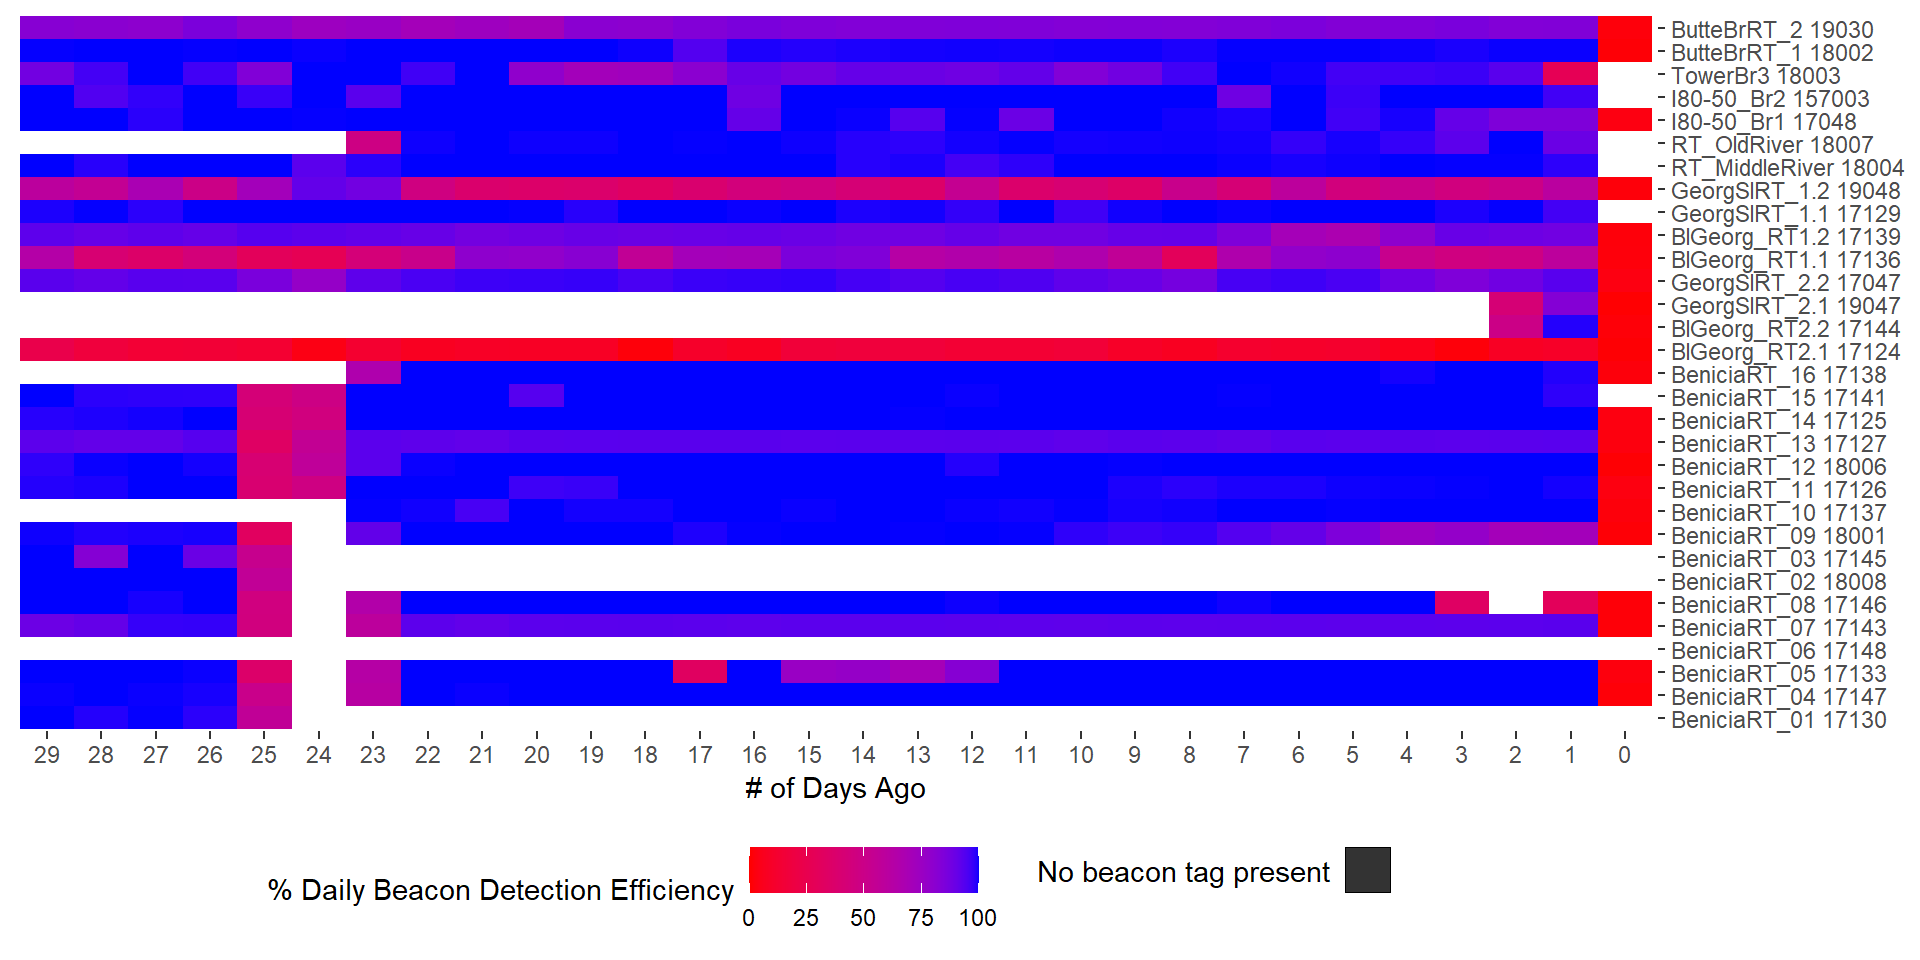 ButteBrRT_2 19030
ButteBrRT_1 18002
TowerBr3 18003
I80-50_Br2 157003
I80-50_Br1 17048
RT_OldRiver 18007
RT_MiddleRiver 18004
GeorgSlRT_1.2 19048
GeorgSlRT_1.1 17129
BlGeorg_RT1.2 17139
BlGeorg_RT1.1 17136
GeorgSlRT_2.2 17047
GeorgSlRT_2.1 19047
BlGeorg_RT2.2 17144
BlGeorg_RT2.1 17124
BeniciaRT_16 17138
BeniciaRT_15 17141
BeniciaRT_14 17125
BeniciaRT_13 17127
BeniciaRT_12 18006
BeniciaRT_11 17126
BeniciaRT_10 17137
BeniciaRT_09 18001
BeniciaRT_03 17145
BeniciaRT_02 18008
BeniciaRT_08 17146
BeniciaRT_07 17143
BeniciaRT_06 17148
BeniciaRT_05 17133
BeniciaRT_04 17147
BeniciaRT_01 17130
29 28 27 26 25 24 23 22 21 20 19 18 17 16 15 14 13 12 11 10 9 8 7 6 5 4 3 2 1 0
# of Days Ago
% Daily Beacon Detection Efficiency
0 25 50 75 100
No beacon tag present